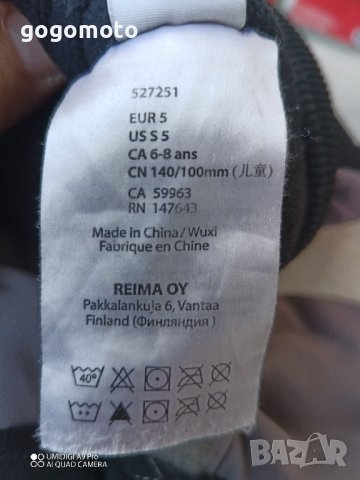 gogomoto
527251
EUR 5
US S 5
CA 6-8 ans
CN 140/100mm (儿童)
CA 59963
RN 147643
Made in China/Wuxi
Fabrique en Chine
REIMA OY
Pakkalankuja 6, Vantaa
Finland (Финляндия)
40°
UMIDIGI A9 Pro
AI QUAD CAMERA
BAZAR